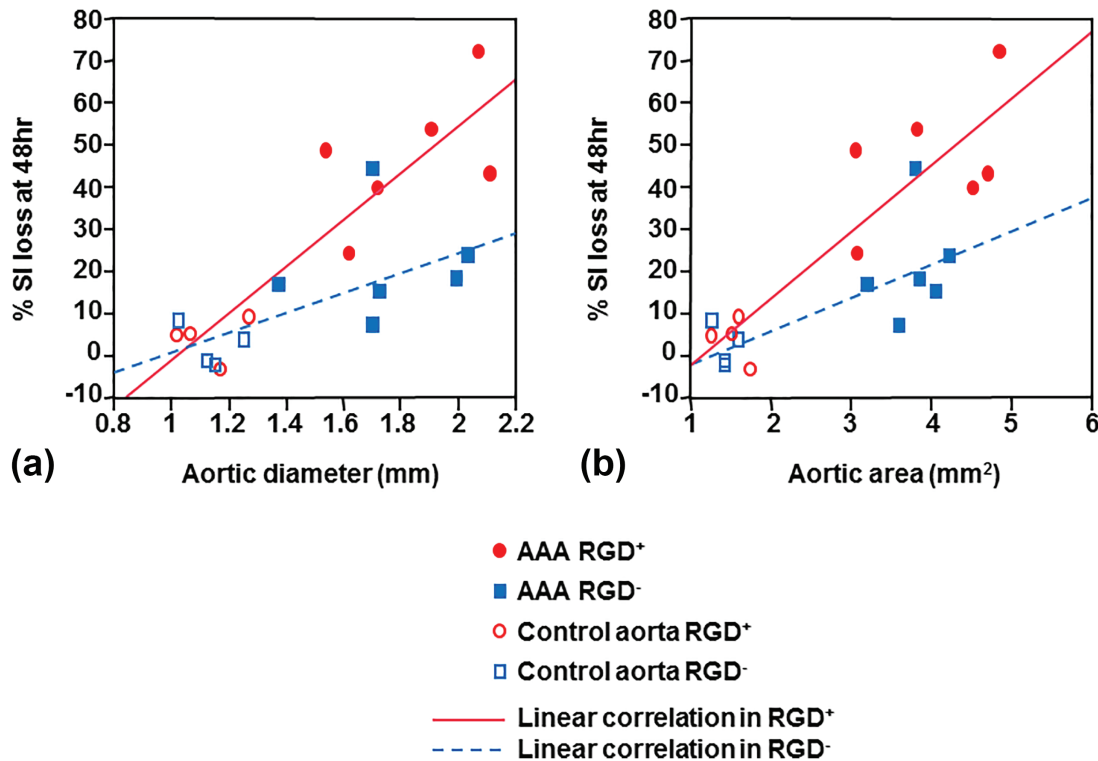 80
70
60
50
40
30
20
10
0
-10
% SI loss at 48hr
0.8 1 1.2 1.4 1.6 1.8 2 2.2
Aortic diameter (mm)
(a)
80
70
60
50
40
30
20
10
0
-10
% SI loss at 48hr
1 2 3 4 5 6
Aortic area (mm²)
(b)
AAA RGD⁺
AAA RGD⁻
Control aorta RGD⁺
Control aorta RGD⁻
Linear correlation in RGD⁺
Linear correlation in RGD⁻